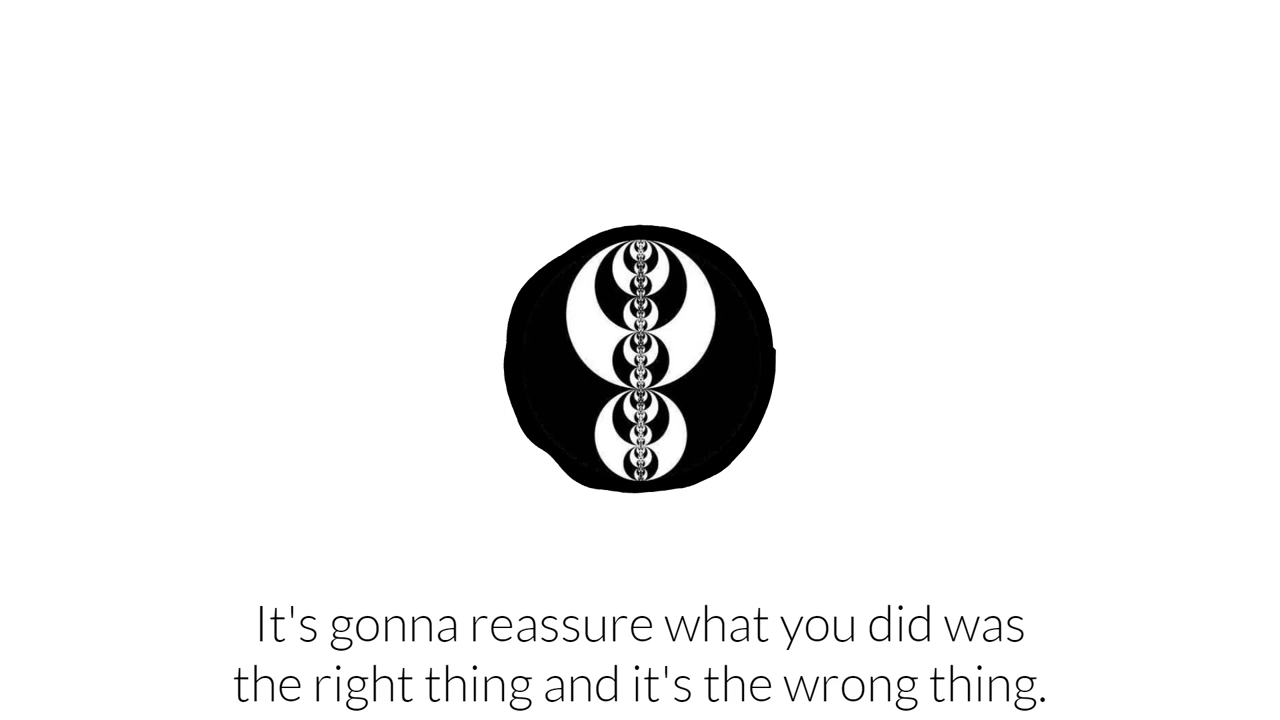 It's gonna reassure what you did was
the right thing and it's the wrong thing.